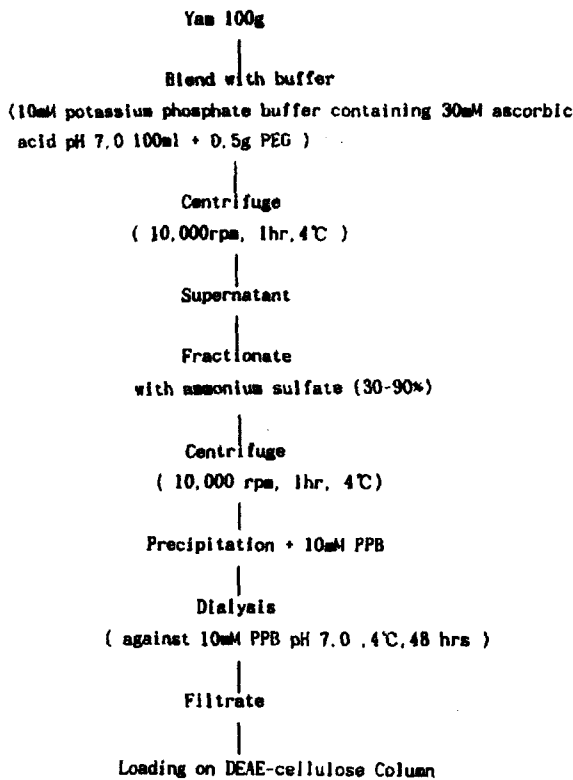 Yam 100g
Blend with buffer
(10mM potassium phosphate buffer containing 30mM ascorbic
acid pH 7.0 100ml + 0.5g PEG )
Centrifuge
( 10,000rpm, 1hr,4℃ )
Supernatant
Fractionate
with ammonium sulfate (30-90%)
Centrifuge
( 10,000 rpm, 1hr, 4℃)
Precipitation + 10mM PPB
Dialysis
( against 10mM PPB pH 7.0 ,4℃,48 hrs )
Filtrate
Loading on DEAE-cellulose Column